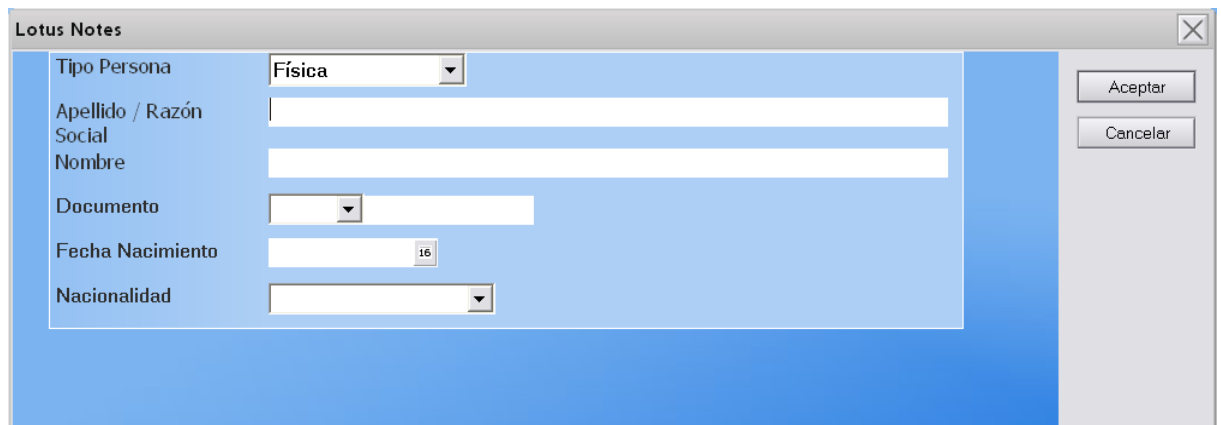 Lotus Notes
Tipo Persona
Física
Aceptar
Apellido / Razón
Social
Cancelar
Nombre
Documento
Fecha Nacimiento
16
Nacionalidad